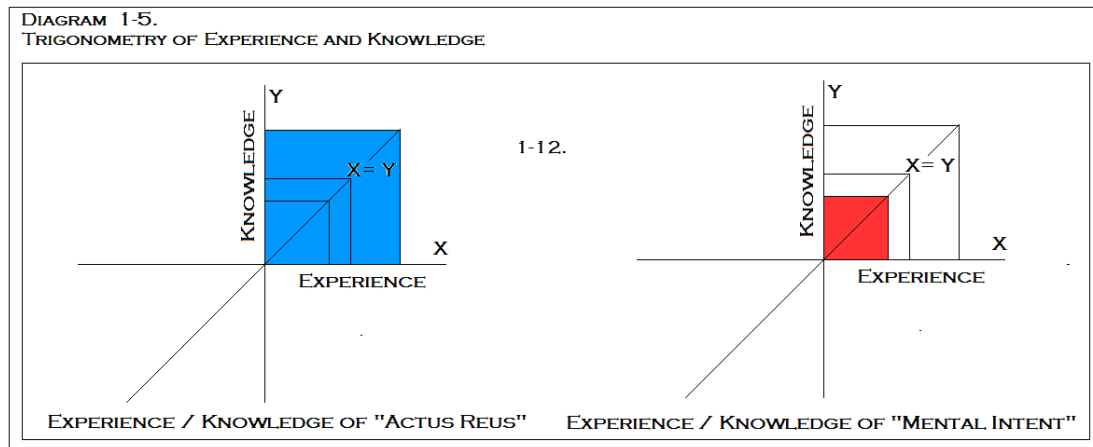 Diagram 1-5.
Trigonometry of Experience and Knowledge
Y
Knowledge
X= Y
X
Experience
1-12.
Y
Knowledge
X= Y
X
Experience
Experience / Knowledge of "Actus Reus"
Experience / Knowledge of "Mental Intent"